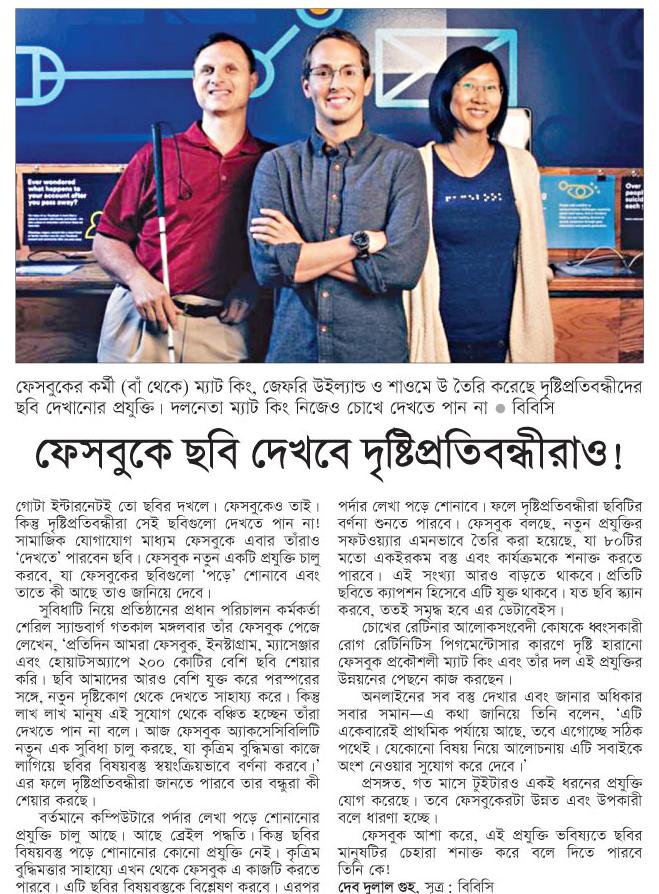 Ever wondered
what happens to
your account after
you pass away?
Over
people
suicid
each y
ফেসবুকের কর্মী (বাঁ থেকে) ম্যাট কিং, জেফরি উইল্যান্ড ও শাওমে উ তৈরি করেছে দৃষ্টিপ্রতিবন্ধীদের
ছবি দেখানোর প্রযুক্তি। দলনেতা ম্যাট কিং নিজেও চোখে দেখতে পান না ● বিবিসি
ফেসবুকে ছবি দেখবে দৃষ্টিপ্রতিবন্ধীরাও!
গোটা ইন্টারনেটই তো ছবির দখলে। ফেসবুকেও তাই।
কিন্তু দৃষ্টিপ্রতিবন্ধীরা সেই ছবিগুলো দেখতে পান না!
সামাজিক যোগাযোগ মাধ্যম ফেসবুকে এবার তাঁরাও
‘দেখতে’ পারবেন ছবি। ফেসবুক নতুন একটি প্রযুক্তি চালু
করবে, যা ফেসবুকের ছবিগুলো ‘পড়ে’ শোনাবে এবং
তাতে কী আছে তাও জানিয়ে দেবে।
সুবিধাটি নিয়ে প্রতিষ্ঠানের প্রধান পরিচালন কর্মকর্তা
শেরিল স্যান্ডবার্গ গতকাল মঙ্গলবার তাঁর ফেসবুক পেজে
লেখেন, ‘প্রতিদিন আমরা ফেসবুক, ইনস্টাগ্রাম, ম্যাসেঞ্জার
এবং হোয়াটসঅ্যাপে ২০০ কোটির বেশি ছবি শেয়ার
করি। ছবি আমাদের আরও বেশি যুক্ত করে পরস্পরের
সঙ্গে, নতুন দৃষ্টিকোণ থেকে দেখতে সাহায্য করে। কিন্তু
লাখ লাখ মানুষ এই সুযোগ থেকে বঞ্চিত হচ্ছেন তাঁরা
দেখতে পান না বলে। আজ ফেসবুক অ্যাকসেসিবিলিটি
নতুন এক সুবিধা চালু করছে, যা কৃত্রিম বুদ্ধিমত্তা কাজে
লাগিয়ে ছবির বিষয়বস্তু স্বয়ংক্রিয়ভাবে বর্ণনা করবে।’
এর ফলে দৃষ্টিপ্রতিবন্ধীরা জানতে পারবে তার বন্ধুরা কী
শেয়ার করছে।
বর্তমানে কম্পিউটারে পর্দার লেখা পড়ে শোনানোর
প্রযুক্তি চালু আছে। আছে ব্রেইল পদ্ধতি। কিন্তু ছবির
বিষয়বস্তু পড়ে শোনানোর কোনো প্রযুক্তি নেই। কৃত্রিম
বুদ্ধিমত্তার সাহায্যে এখন থেকে ফেসবুক এ কাজটি করতে
পারবে। এটি ছবির বিষয়বস্তুকে বিশ্লেষণ করবে। এরপর
পর্দার লেখা পড়ে শোনাবে। ফলে দৃষ্টিপ্রতিবন্ধীরা ছবিটির
বর্ণনা শুনতে পারবে। ফেসবুক বলছে, নতুন প্রযুক্তির
সফটওয়্যার এমনভাবে তৈরি করা হয়েছে, যা ৮০টির
মতো একইরকম বস্তু এবং কার্যক্রমকে শনাক্ত করতে
পারবে। এই সংখ্যা আরও বাড়তে থাকবে। প্রতিটি
ছবিতে ক্যাপশন হিসেবে এটি যুক্ত থাকবে। যত ছবি স্ক্যান
করবে, ততই সমৃদ্ধ হবে এর ডেটাবেইস।
চোখের রেটিনার আলোকসংবেদী কোষকে ধ্বংসকারী
রোগ রেটিনিটিস পিগমেন্টোসার কারণে দৃষ্টি হারানো
ফেসবুক প্রকৌশলী ম্যাট কিং এবং তাঁর দল এই প্রযুক্তির
উন্নয়নের পেছনে কাজ করছেন।
অনলাইনের সব বস্তু দেখার এবং জানার অধিকার
সবার সমান—এ কথা জানিয়ে তিনি বলেন, ‘এটি
একেবারেই প্রাথমিক পর্যায়ে আছে, তবে এগোচ্ছে সঠিক
পথেই। যেকোনো বিষয় নিয়ে আলোচনায় এটি সবাইকে
অংশ নেওয়ার সুযোগ করে দেবে।’
প্রসঙ্গত, গত মাসে টুইটারও একই ধরনের প্রযুক্তি
যোগ করেছে। তবে ফেসবুকেরটা উন্নত এবং উপকারী
বলে ধারণা হচ্ছে।
ফেসবুক আশা করে, এই প্রযুক্তি ভবিষ্যতে ছবির
মানুষটির চেহারা শনাক্ত করে বলে দিতে পারবে
তিনি কে!
দেব দুলাল গুহ, সূত্র : বিবিসি